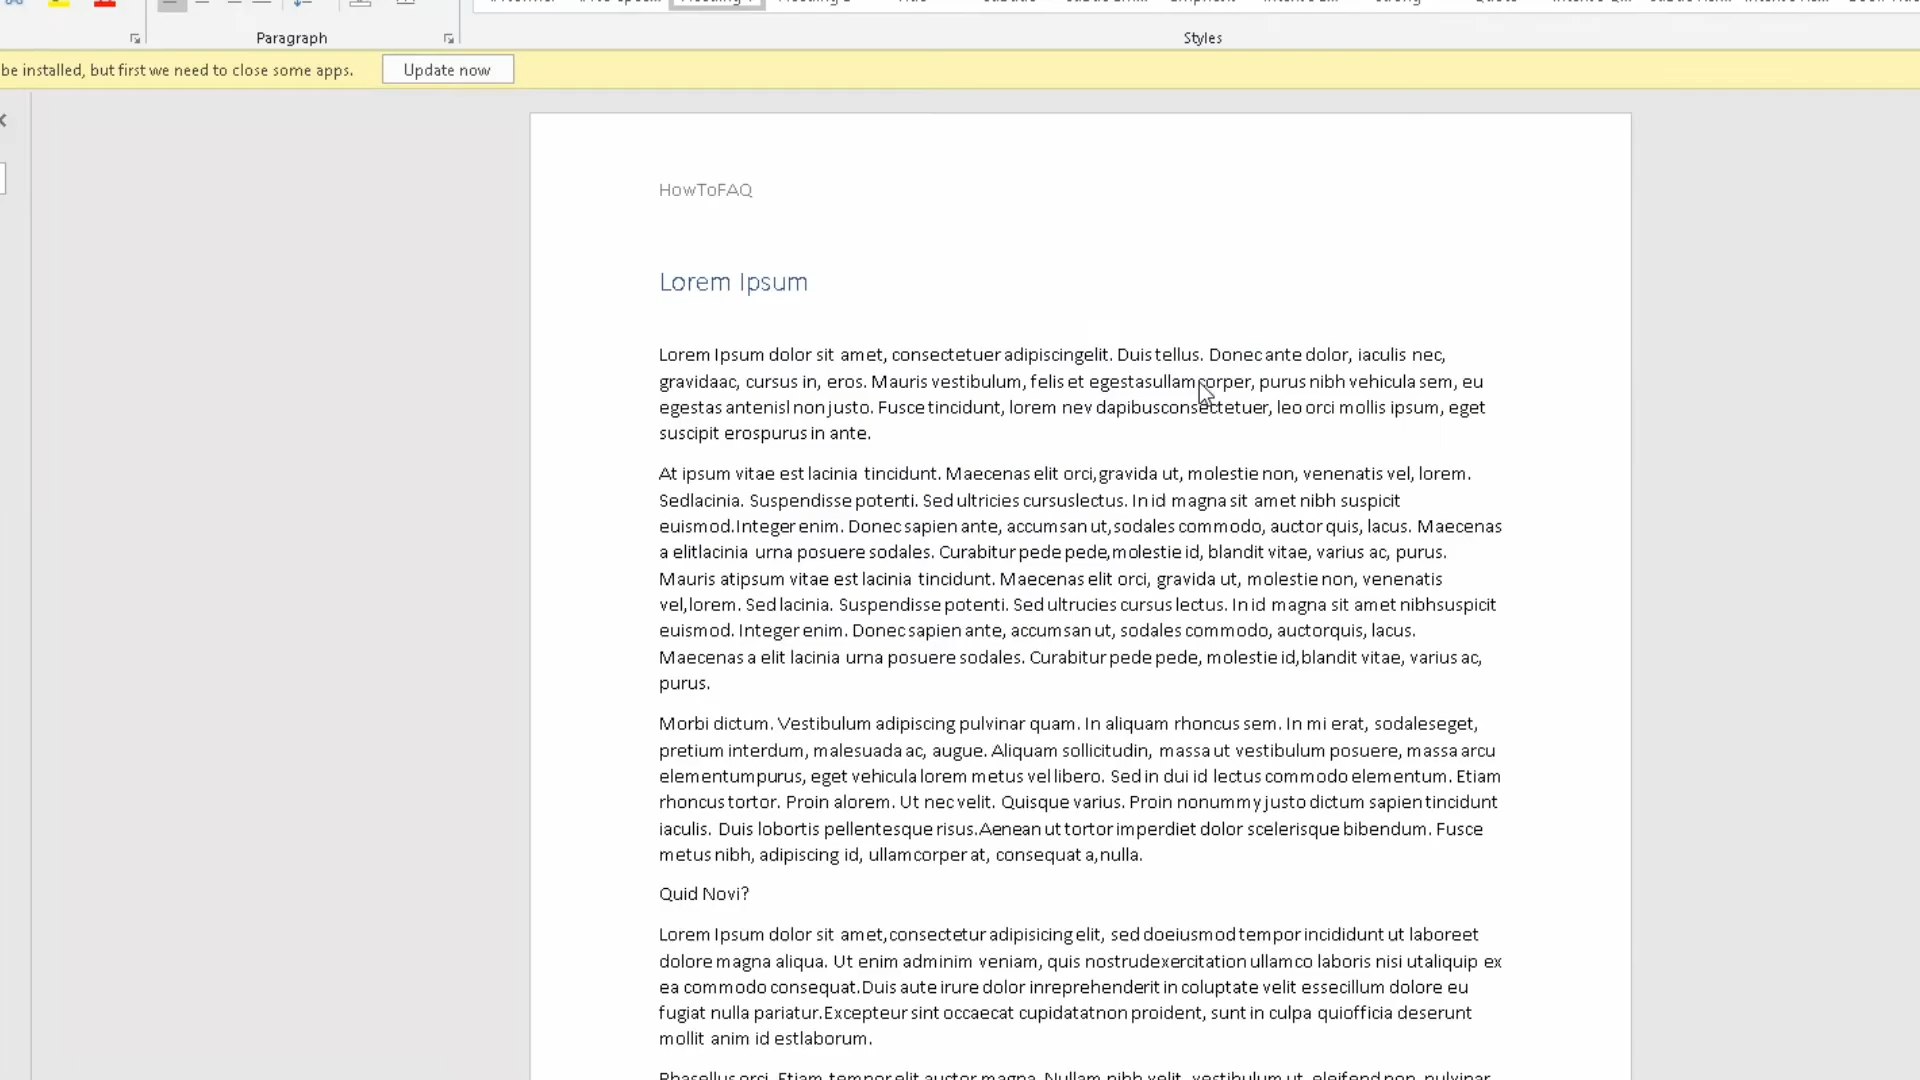 Paragraph
Styles
be installed, but first we need to close some apps.
Update now
HowToFAQ
Lorem Ipsum
Lorem Ipsum dolor sit amet, consectetuer adipiscingelit. Duis tellus. Donec ante dolor, iaculis nec,
gravidaac, cursus in, eros. Mauris vestibulum, felis et egestasullamcorper, purus nibh vehicula sem, eu
egestas antenisl non justo. Fusce tincidunt, lorem nev dapibusconsectetuer, leo orci mollis ipsum, eget
suscipit erospurus in ante.
At ipsum vitae est lacinia tincidunt. Maecenas elit orci,gravida ut, molestie non, venenatis vel, lorem.
Sedlacinia. Suspendisse potenti. Sed ultricies cursuslectus. In id magna sit amet nibh suspicit
euismod.Integer enim. Donec sapien ante, accumsan ut,sodales commodo, auctor quis, lacus. Maecenas
a elitlacinia urna posuere sodales. Curabitur pede pede,molestie id, blandit vitae, varius ac, purus.
Mauris atipsum vitae est lacinia tincidunt. Maecenas elit orci, gravida ut, molestie non, venenatis
vel,lorem. Sed lacinia. Suspendisse potenti. Sed ultrucies cursus lectus. In id magna sit amet nibhsuspicit
euismod. Integer enim. Donec sapien ante, accumsan ut, sodales commodo, auctorquis, lacus.
Maecenas a elit lacinia urna posuere sodales. Curabitur pede pede, molestie id,blandit vitae, varius ac,
purus.
Morbi dictum. Vestibulum adipiscing pulvinar quam. In aliquam rhoncus sem. In mi erat, sodaleseget,
pretium interdum, malesuada ac, augue. Aliquam sollicitudin, massa ut vestibulum posuere, massa arcu
elementumpurus, eget vehicula lorem metus vel libero. Sed in dui id lectus commodo elementum. Etiam
rhoncus tortor. Proin alorem. Ut nec velit. Quisque varius. Proin nonummy justo dictum sapien tincidunt
iaculis. Duis lobortis pellentesque risus.Aenean ut tortor imperdiet dolor scelerisque bibendum. Fusce
metus nibh, adipiscing id, ullamcorper at, consequat a,nulla.
Quid Novi?
Lorem Ipsum dolor sit amet,consectetur adipisicing elit, sed doeiusmod tempor incididunt ut laboreet
dolore magna aliqua. Ut enim adminim veniam, quis nostrudexercitation ullamco laboris nisi utaliquip ex
ea commodo consequat.Duis aute irure dolor inreprehenderit in coluptate velit essecillum dolore eu
fugiat nulla pariatur.Excepteur sint occaecat cupidatatnon proident, sunt in culpa quiofficia deserunt
mollit anim id estlaborum.
Phasellus orci. Etiam tempor elit auctor magna. Nullam nibh velit, vestibulum ut, eleifend non, pulvinar